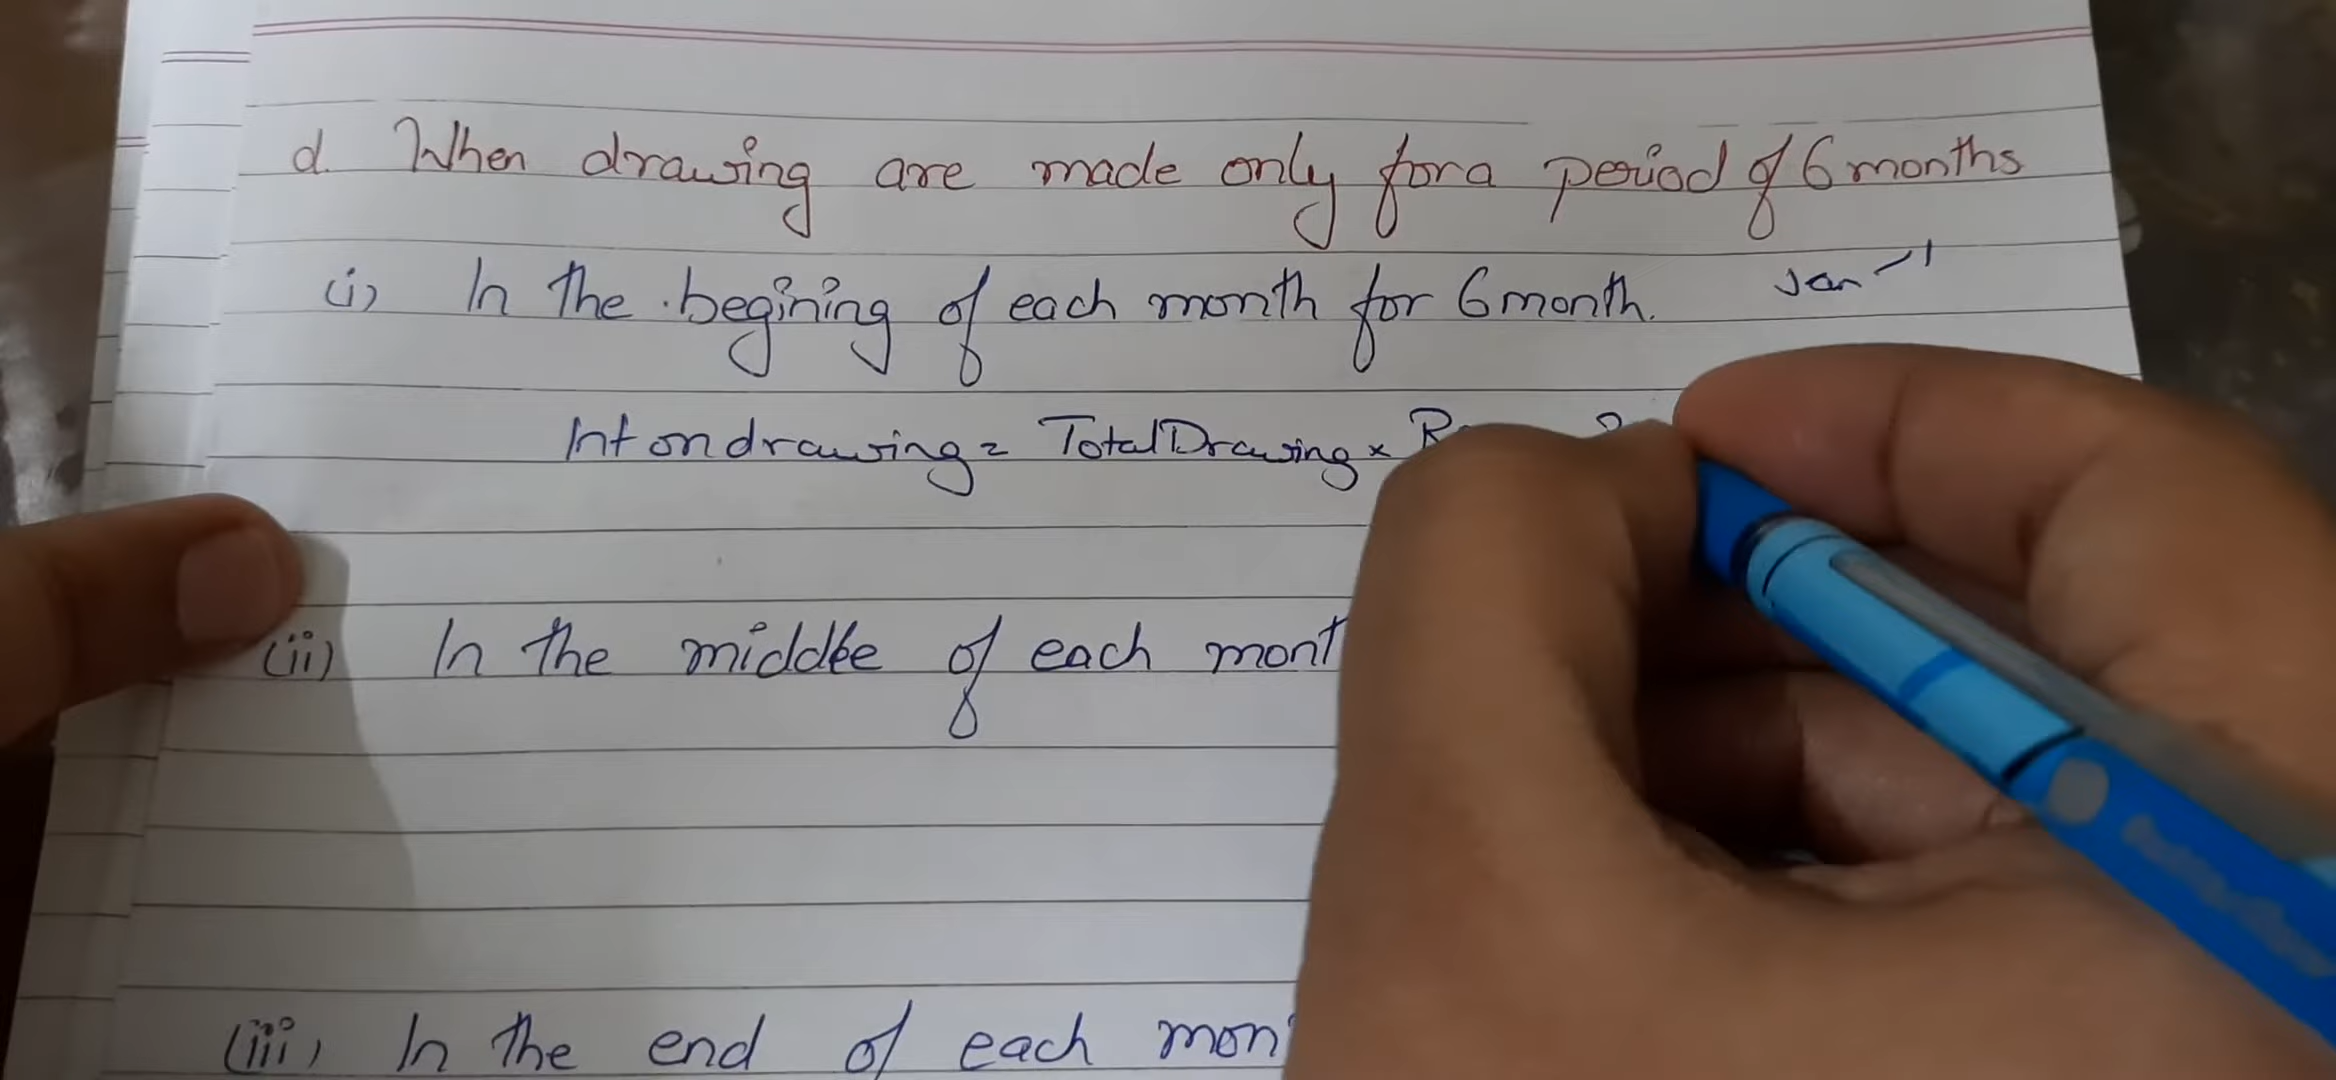 d. When drawing are made only for a period of 6 months
(i) In the begining of each month for 6 month. Jan - 1
Int on drawing = Total Drawing ×
(ii) In the middle of each mont
(iii) In the end of each mon